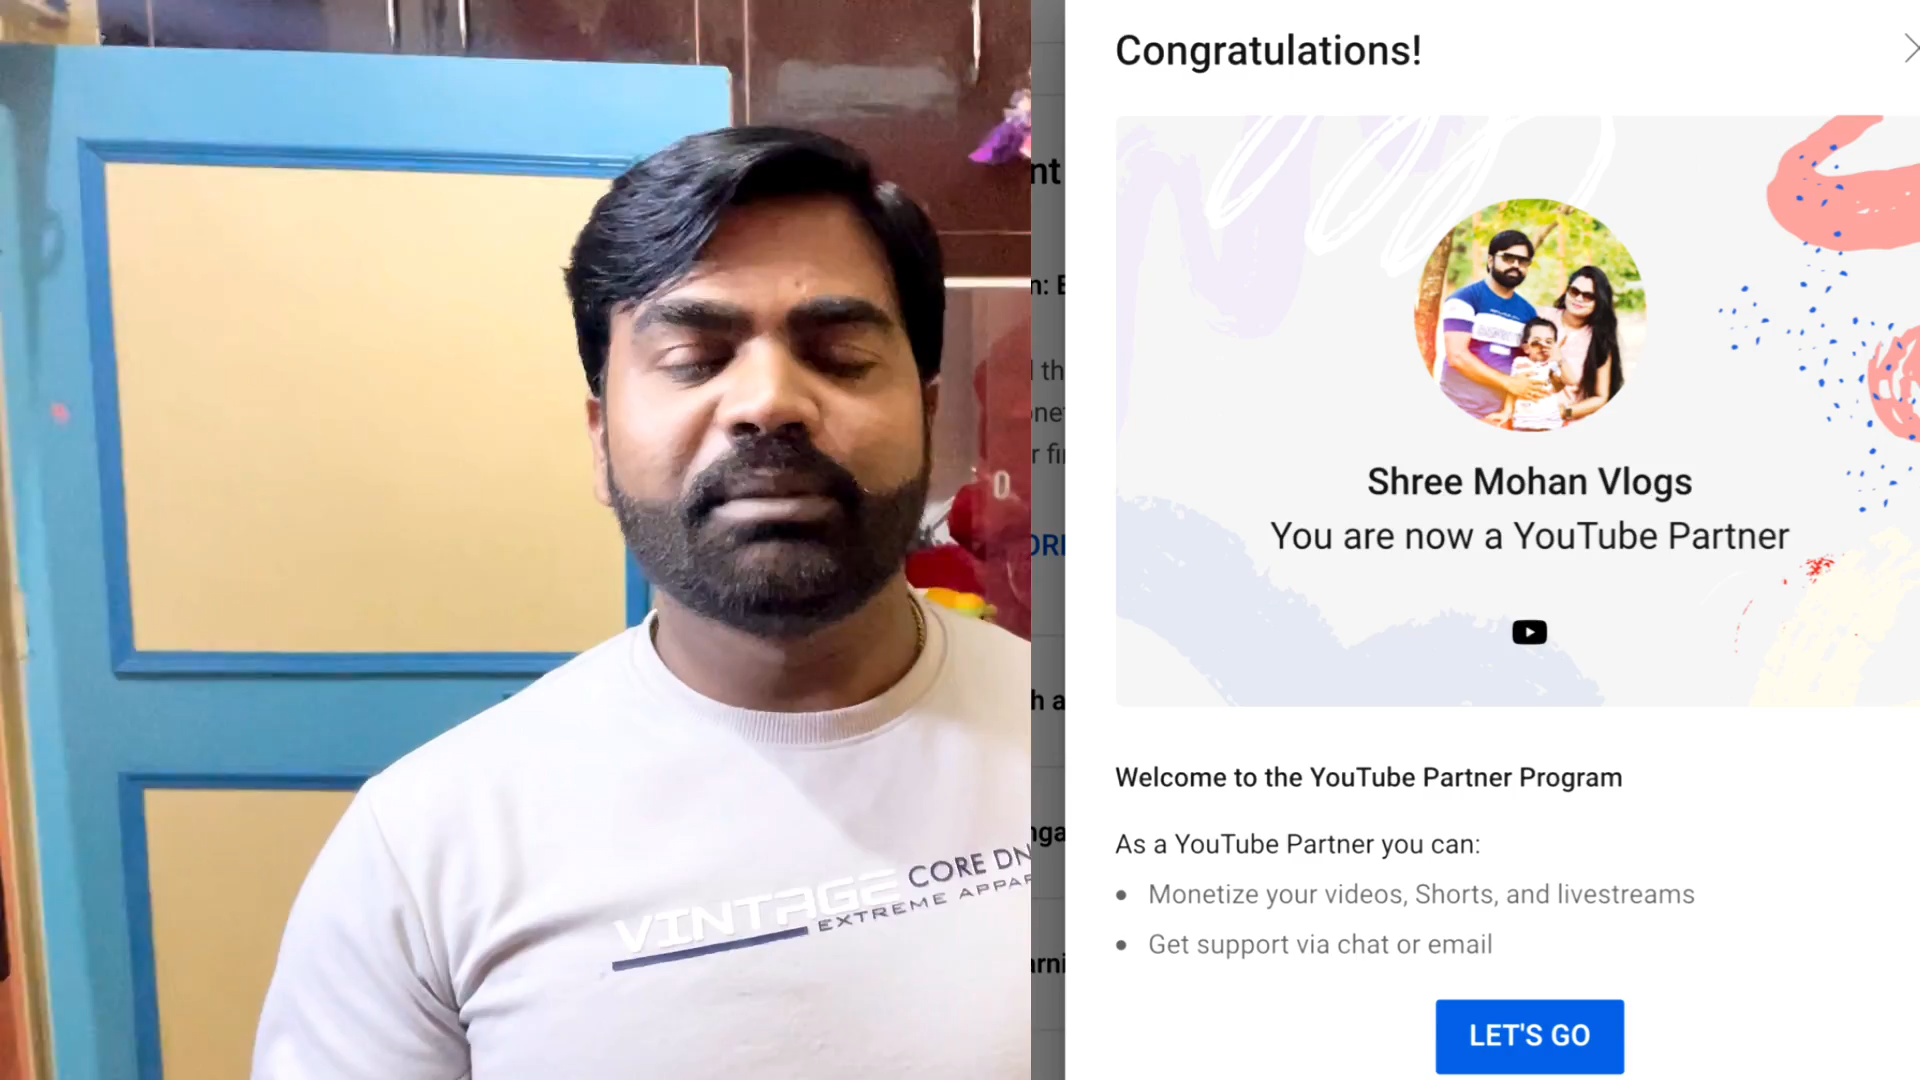 Congratulations!
Shree Mohan Vlogs
You are now a YouTube Partner
Welcome to the YouTube Partner Program
As a YouTube Partner you can:
• Monetize your videos, Shorts, and livestreams
• Get support via chat or email
LET'S GO
VINTAGE CORE DN
EXTREME APPAR